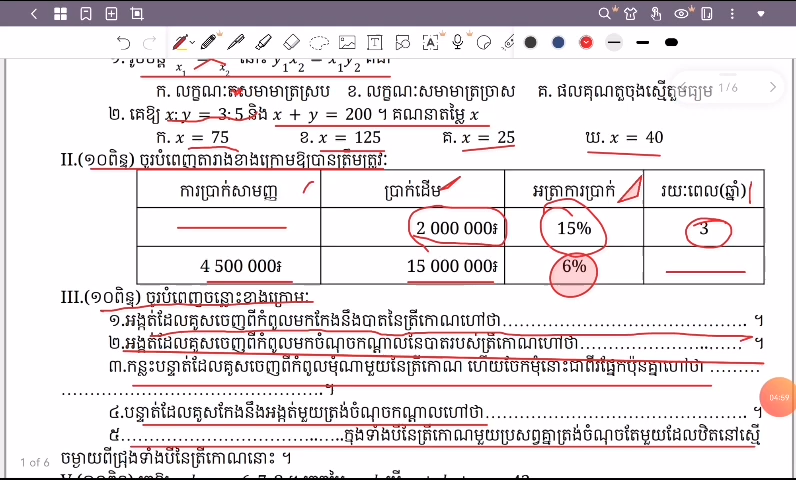 1/6
ក. លក្ខណៈតសមាមាត្រស្រប ខ. លក្ខណៈសមាមាត្រច្រាស គ. ផលគុណតួចុងស្មើតួមធ្យម
២. គេឱ្យ x: y = 3: 5 និង x + y = 200 ។ គណនាតម្លៃ x
ក. x = 75 ខ. x = 125 គ. x = 25 ឃ. x = 40
II.(១០ពិន្ទុ) ចូរបំពេញតារាងខាងក្រោមឱ្យបានត្រឹមត្រូវៈ
ការប្រាក់សាមញ្ញ ប្រាក់ដើម អត្រាការប្រាក់ រយៈពេល(ឆ្នាំ)
2 000 000៛ 15% 3
4 500 000៛ 15 000 000៛ 6%
III.(១០ពិន្ទុ) ចូរបំពេញចន្លោះខាងក្រោមៈ
១.អង្កត់ដែលគូសចេញពីកំពូលមកកែងនឹងបាតនៃត្រីកោណហៅថា.......................................... ។
២.អង្កត់ដែលគូសចេញពីកំពូលមកចំណុចកណ្តាលនៃបាតរបស់ត្រីកោណហៅថា............................. ។
៣.កន្លះបន្ទាត់ដែលគូសចេញពីកំពូលមុំណាមួយនៃត្រីកោណ ហើយចែកមុំនោះជាពីរផ្នែកប៉ុនគ្នាហៅថា .........
..............................................។
៤.បន្ទាត់ដែលគូសកែងនឹងអង្កត់មួយត្រង់ចំណុចកណ្តាលហៅថា............................................... ។
៥.......................................ក្នុងទាំងបីនៃត្រីកោណមួយប្រសព្វគ្នាត្រង់ចំណុចតែមួយដែលឋិតនៅស្មើ
ចម្ងាយពីជ្រុងទាំងបីនៃត្រីកោណនោះ ។
04:59
1 of 6